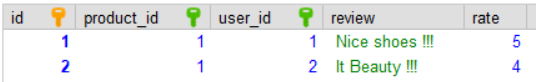 id product_id user_id review rate
1 1 1 Nice shoes !!! 5
2 1 2 It Beauty !!! 4